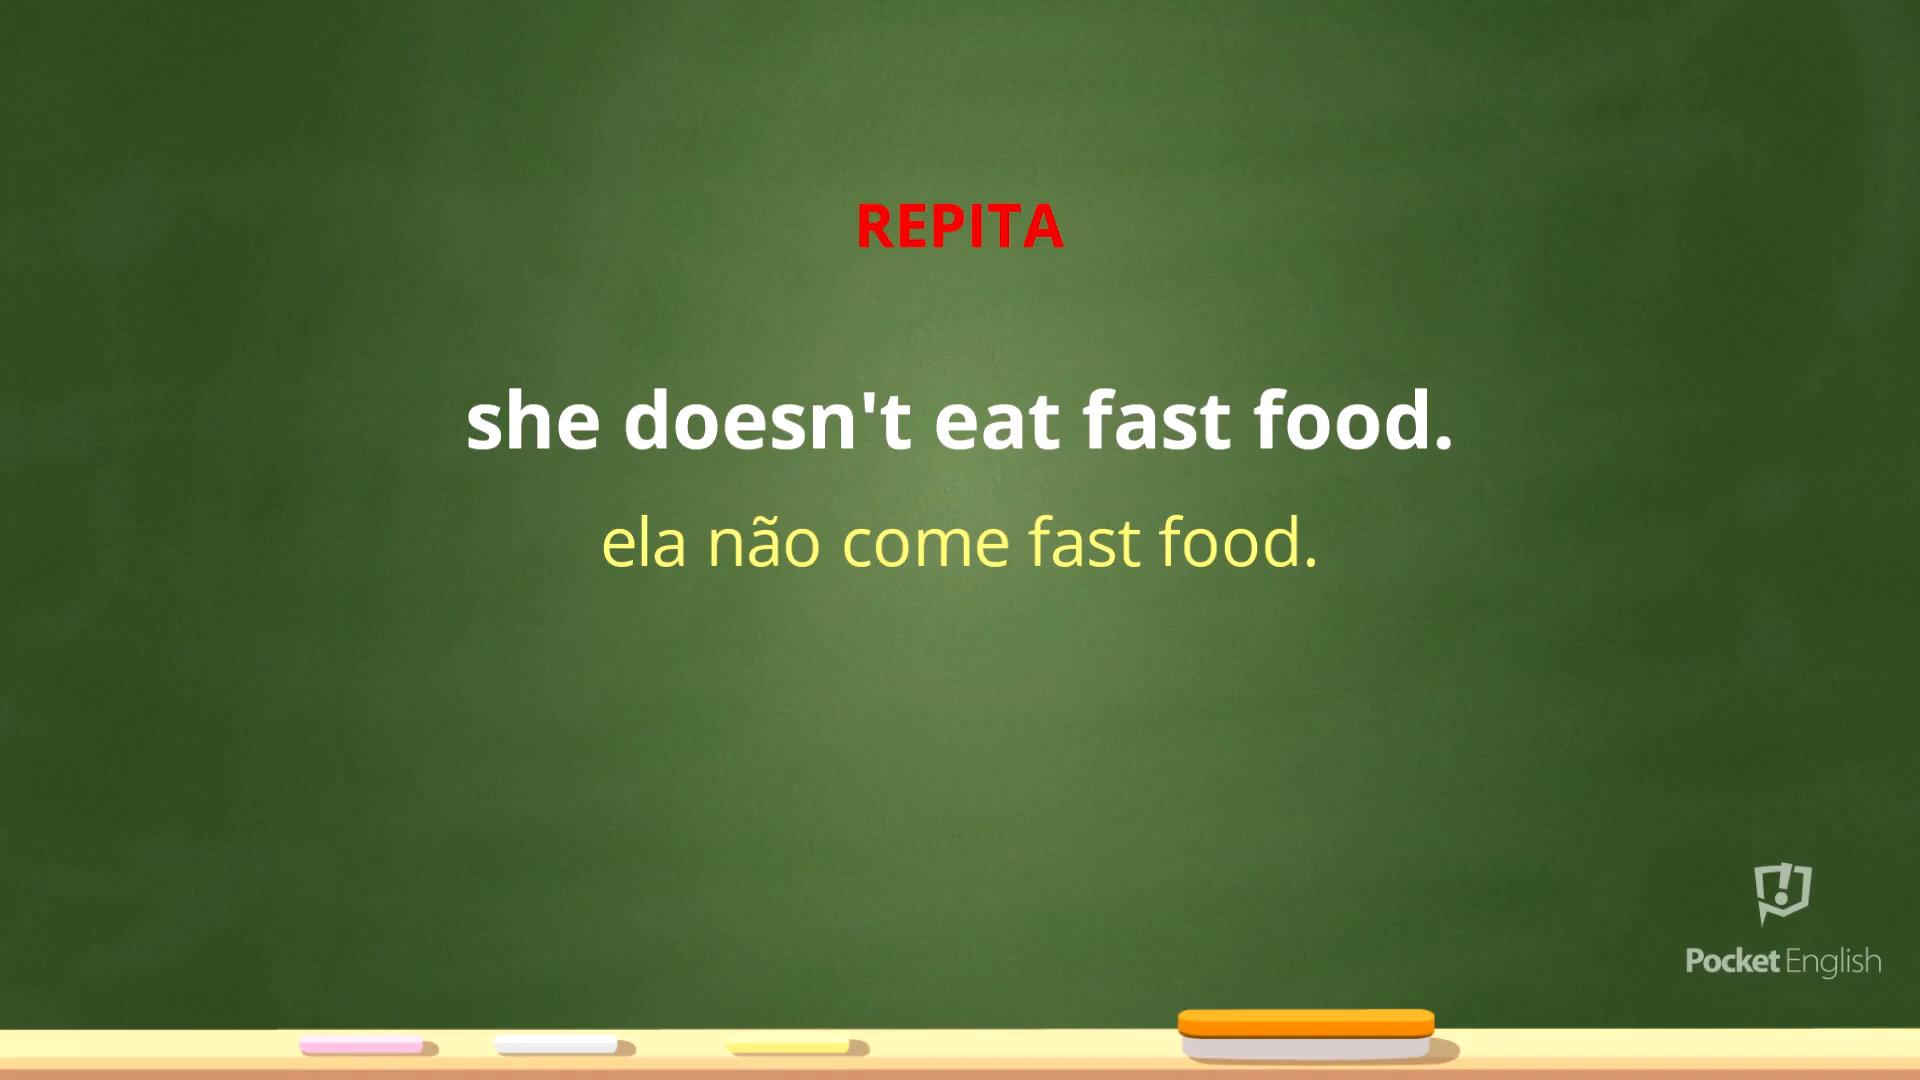 REPITA
she doesn't eat fast food.
ela não come fast food.
Pocket English